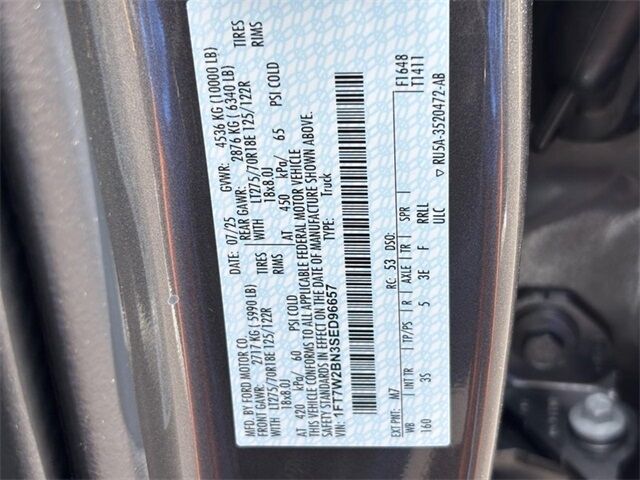 MFD. BY FORD MOTOR CO.
DATE: 07/25 GVWR: 4536 KG (10000 LB)
FRONT GAWR: 2717 KG (5990 LB) REAR GAWR: 2876 KG (6340 LB)
LT275/70R18E 125/122R TIRES WITH LT275/70R18E 125/122R TIRES
18x8.0J RIMS 18x8.0J RIMS
AT 420 kPa/ 60 PSI COLD AT 450 kPa/ 65 PSI COLD
THIS VEHICLE CONFORMS TO ALL APPLICABLE FEDERAL MOTOR VEHICLE
SAFETY STANDARDS IN EFFECT ON THE DATE OF MANUFACTURE SHOWN ABOVE.
VIN: 1FT7W2BN3SED96657 TYPE: Truck
F1648
T1411
EXT PNT: M7 RC: 53 DSO:
WB INT TR TP/PS R AXLE TR SPR
160 3S 5 3E F RRLL
ULC
▽ RU5A-3520472-AB